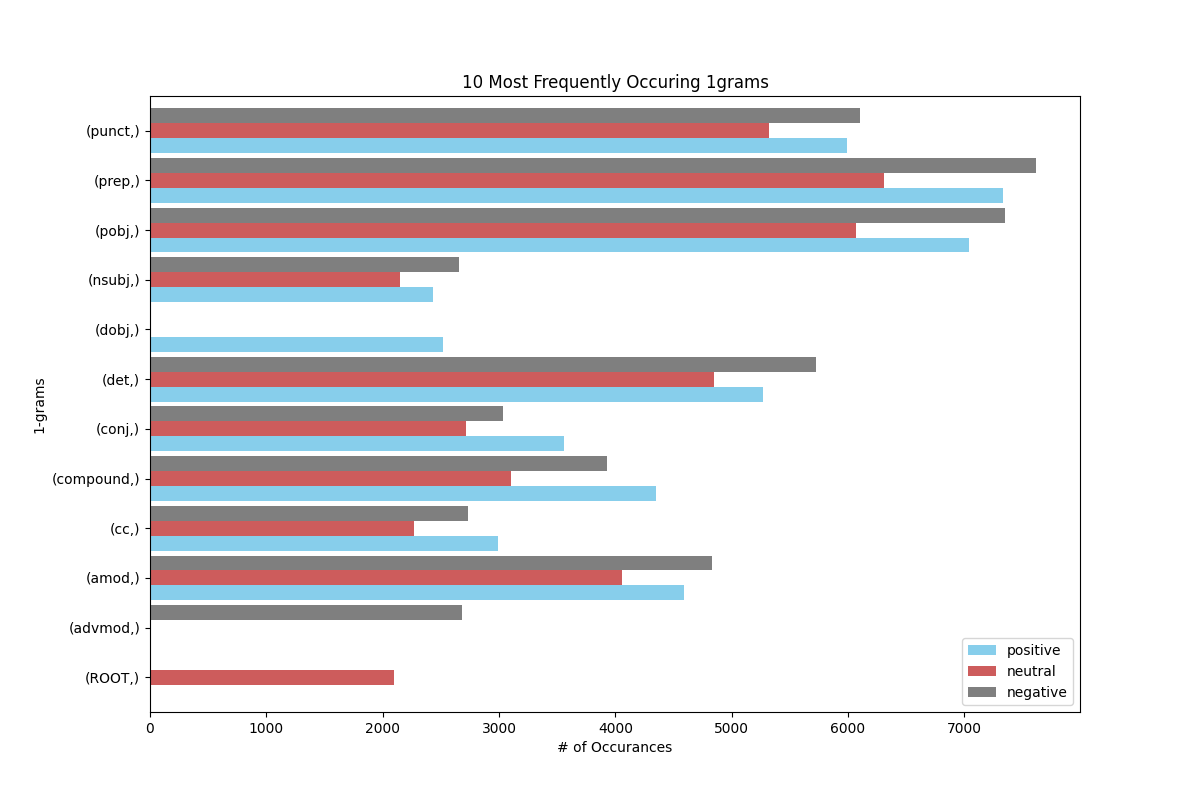 10 Most Frequently Occuring 1grams
(punct,)
(prep,)
(pobj,)
(nsubj,)
(dobj,)
(det,)
(conj,)
(compound,)
(cc,)
(amod,)
(advmod,)
(ROOT,)
1-grams
0 1000 2000 3000 4000 5000 6000 7000
# of Occurances
positive
neutral
negative